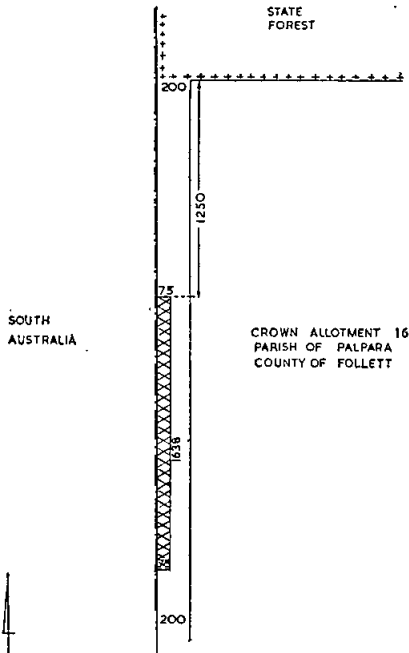 STATE
FOREST
200
1250
75
SOUTH
AUSTRALIA
CROWN ALLOTMENT 16
PARISH OF PALPARA
COUNTY OF FOLLETT
1638
200